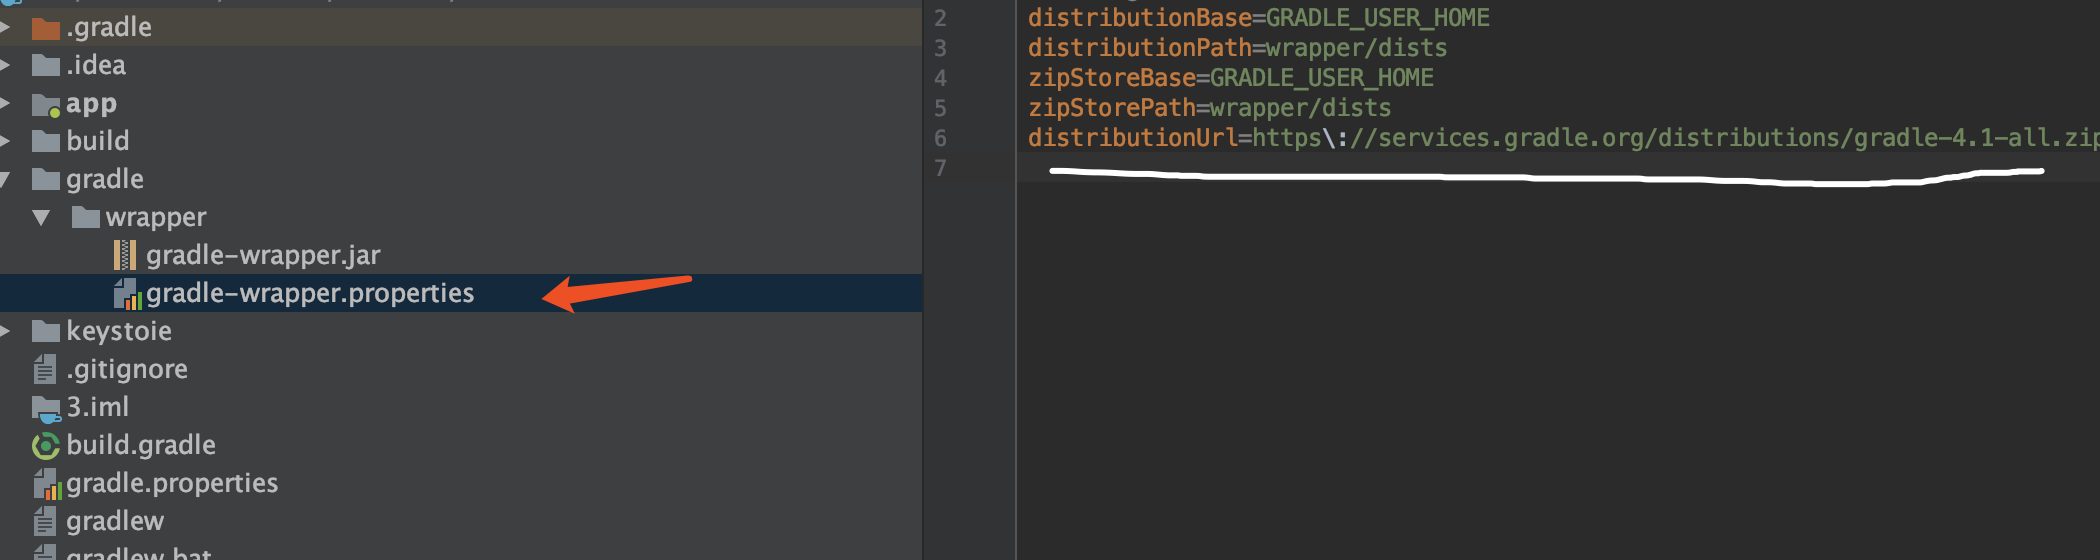 .gradle
.idea
app
build
gradle
wrapper
gradle-wrapper.jar
gradle-wrapper.properties
keystoie
.gitignore
3.iml
build.gradle
gradle.properties
gradlew
gradlew.bat
2 distributionBase=GRADLE_USER_HOME
3 distributionPath=wrapper/dists
4 zipStoreBase=GRADLE_USER_HOME
5 zipStorePath=wrapper/dists
6 distributionUrl=https\://services.gradle.org/distributions/gradle-4.1-all.zip
7